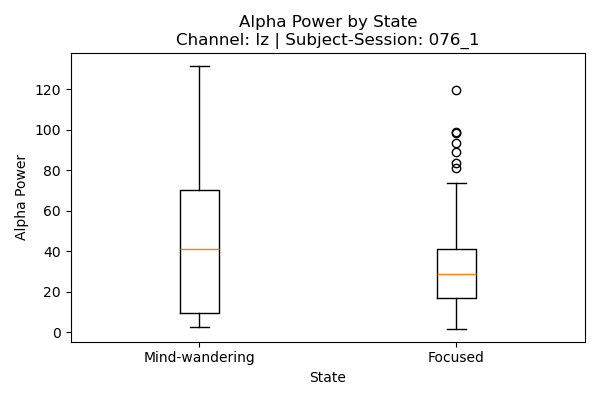 Alpha Power by State
Channel: Iz | Subject-Session: 076_1
Alpha Power
120
100
80
60
40
20
0
Mind-wandering
Focused
State